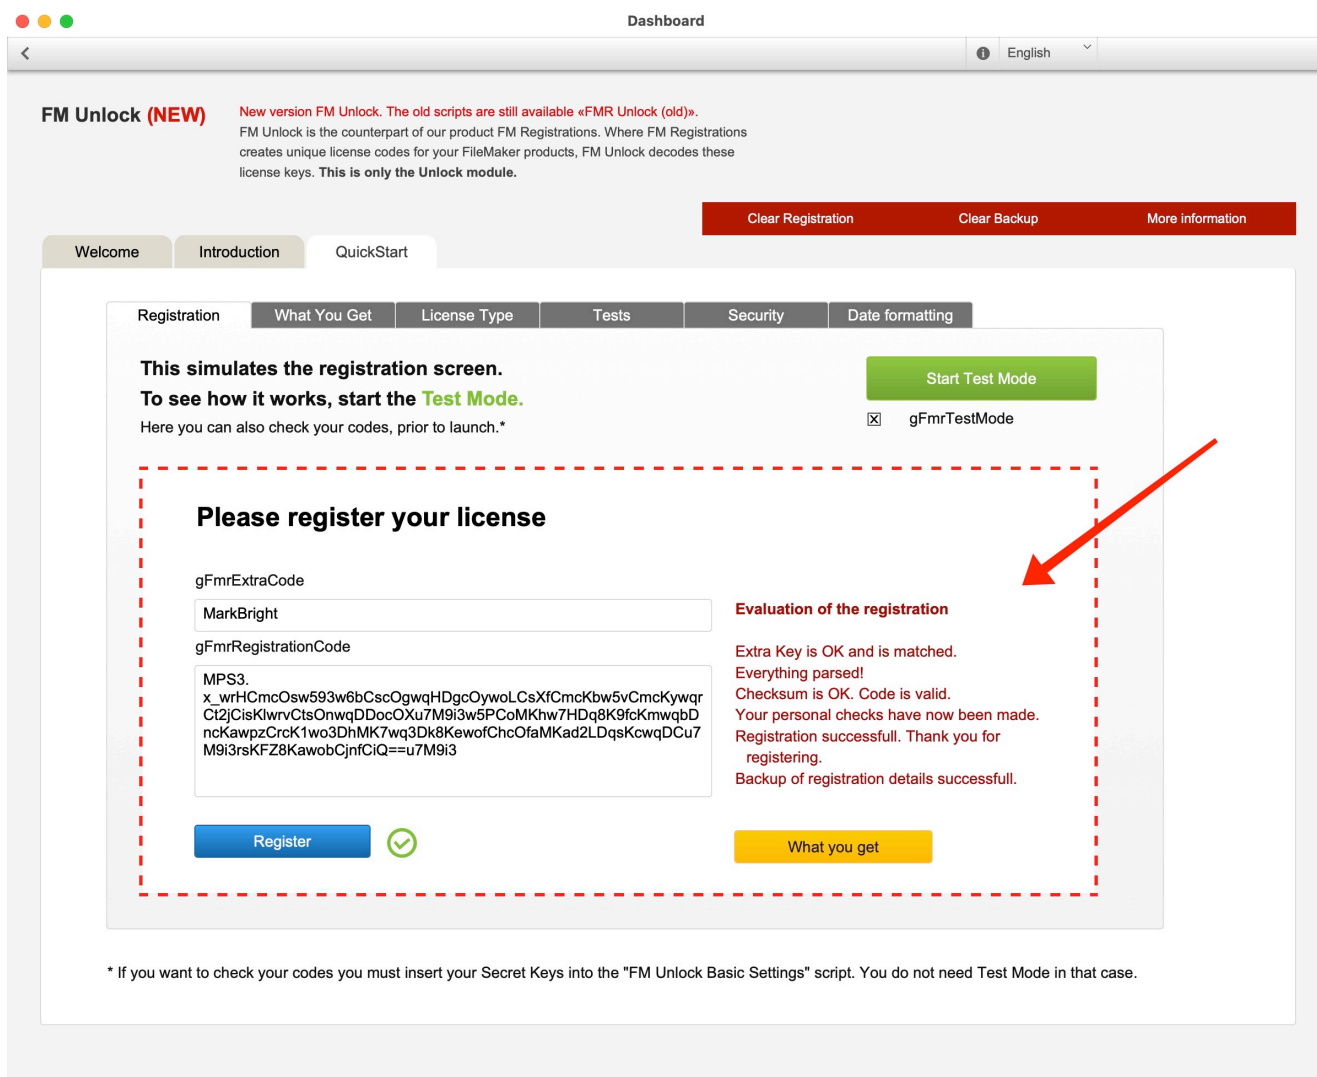 Dashboard
English
FM Unlock (NEW)
New version FM Unlock. The old scripts are still available «FMR Unlock (old)».
FM Unlock is the counterpart of our product FM Registrations. Where FM Registrations
creates unique license codes for your FileMaker products, FM Unlock decodes these
license keys. This is only the Unlock module.
Clear Registration
Clear Backup
More information
Welcome
Introduction
QuickStart
Registration
What You Get
License Type
Tests
Security
Date formatting
This simulates the registration screen.
To see how it works, start the Test Mode.
Here you can also check your codes, prior to launch.*
Start Test Mode
gFmrTestMode
Please register your license
gFmrExtraCode
MarkBright
gFmrRegistrationCode
MPS3.
x_wrHCmcOsw593w6bCscOgwqHDgcOywoLCsXfCmcKbw5vCmcKywqr
Ct2jCisKlwrvCtsOnwqDDocOXu7M9i3w5PCoMKhw7HDq8K9fcKmwqbD
ncKawpzCrcK1wo3DhMK7wq3Dk8KewofChcOfaMKad2LDqsKcwqDCu7
M9i3rsKFZ8KawobCjnfCiQ==u7M9i3
Register
Evaluation of the registration
Extra Key is OK and is matched.
Everything parsed!
Checksum is OK. Code is valid.
Your personal checks have now been made.
Registration successfull. Thank you for
registering.
Backup of registration details successfull.
What you get
* If you want to check your codes you must insert your Secret Keys into the "FM Unlock Basic Settings" script. You do not need Test Mode in that case.